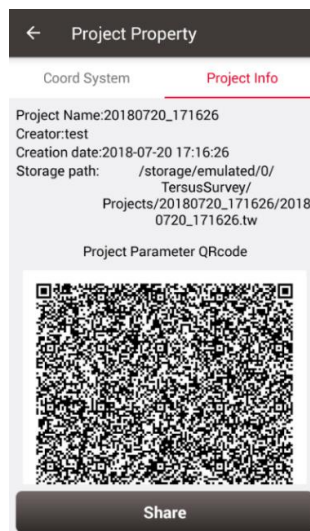 Project Property
Coord System Project Info
Project Name:20180720_171626
Creator:test
Creation date:2018-07-20 17:16:26
Storage path: /storage/emulated/0/
TersusSurvey/
Projects/20180720_171626/2018
0720_171626.tw
Project Parameter QRcode
Share